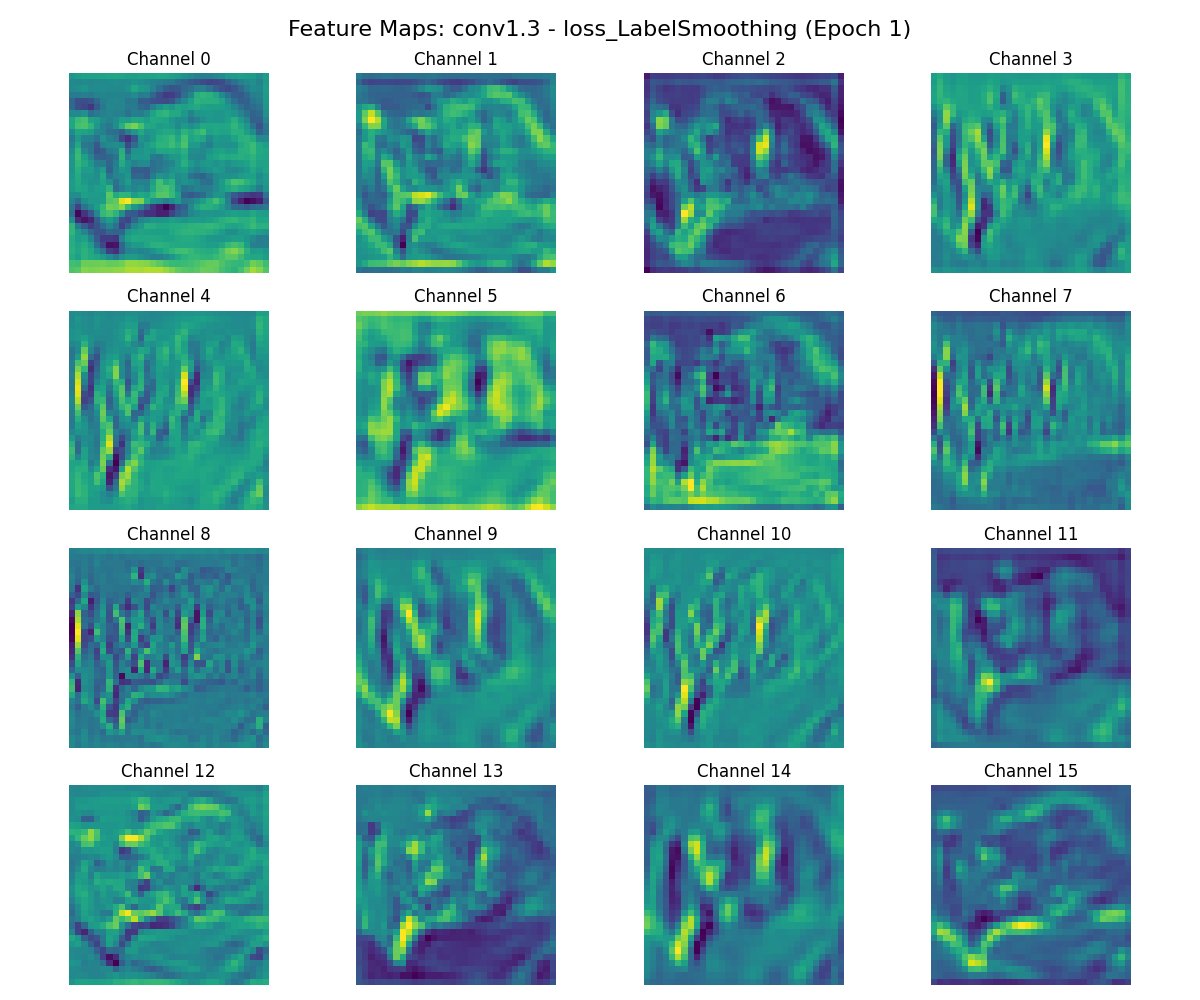 Feature Maps: conv1.3 - loss_LabelSmoothing (Epoch 1)
Channel 0
Channel 1
Channel 2
Channel 3
Channel 4
Channel 5
Channel 6
Channel 7
Channel 8
Channel 9
Channel 10
Channel 11
Channel 12
Channel 13
Channel 14
Channel 15